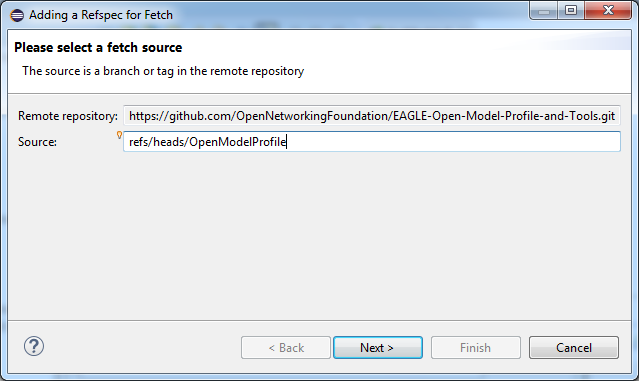 Adding a Refspec for Fetch
Please select a fetch source
The source is a branch or tag in the remote repository
Remote repository: https://github.com/OpenNetworkingFoundation/EAGLE-Open-Model-Profile-and-Tools.git
Source: refs/heads/OpenModelProfile
? < Back Next > Finish Cancel